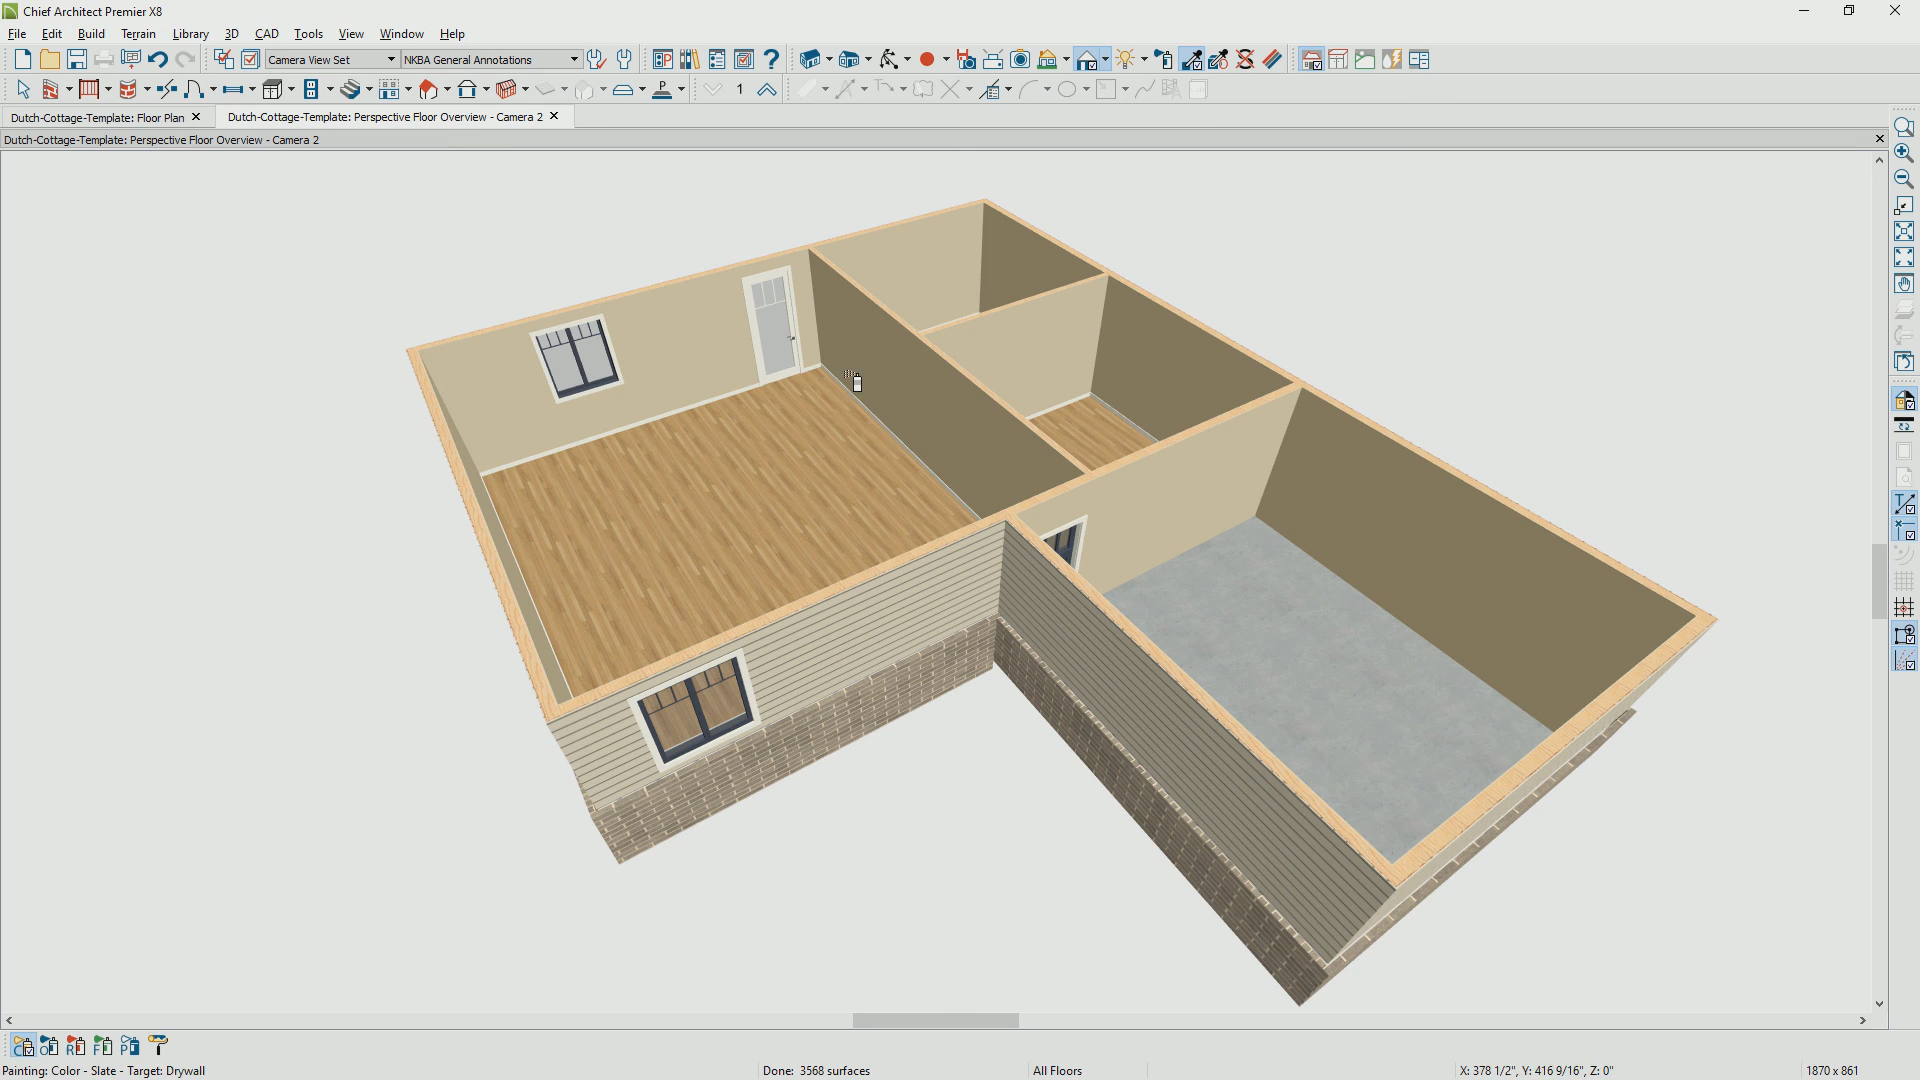 Chief Architect Premier X8
File Edit Build Terrain Library 3D CAD Tools View Window Help
Camera View Set NKBA General Annotations
1
Dutch-Cottage-Template: Floor Plan Dutch-Cottage-Template: Perspective Floor Overview - Camera 2
Dutch-Cottage-Template: Perspective Floor Overview - Camera 2
Painting: Color - Slate - Target: Drywall Done: 3568 surfaces All Floors X: 378 1/2", Y: 416 9/16", Z: 0" 1870 x 861